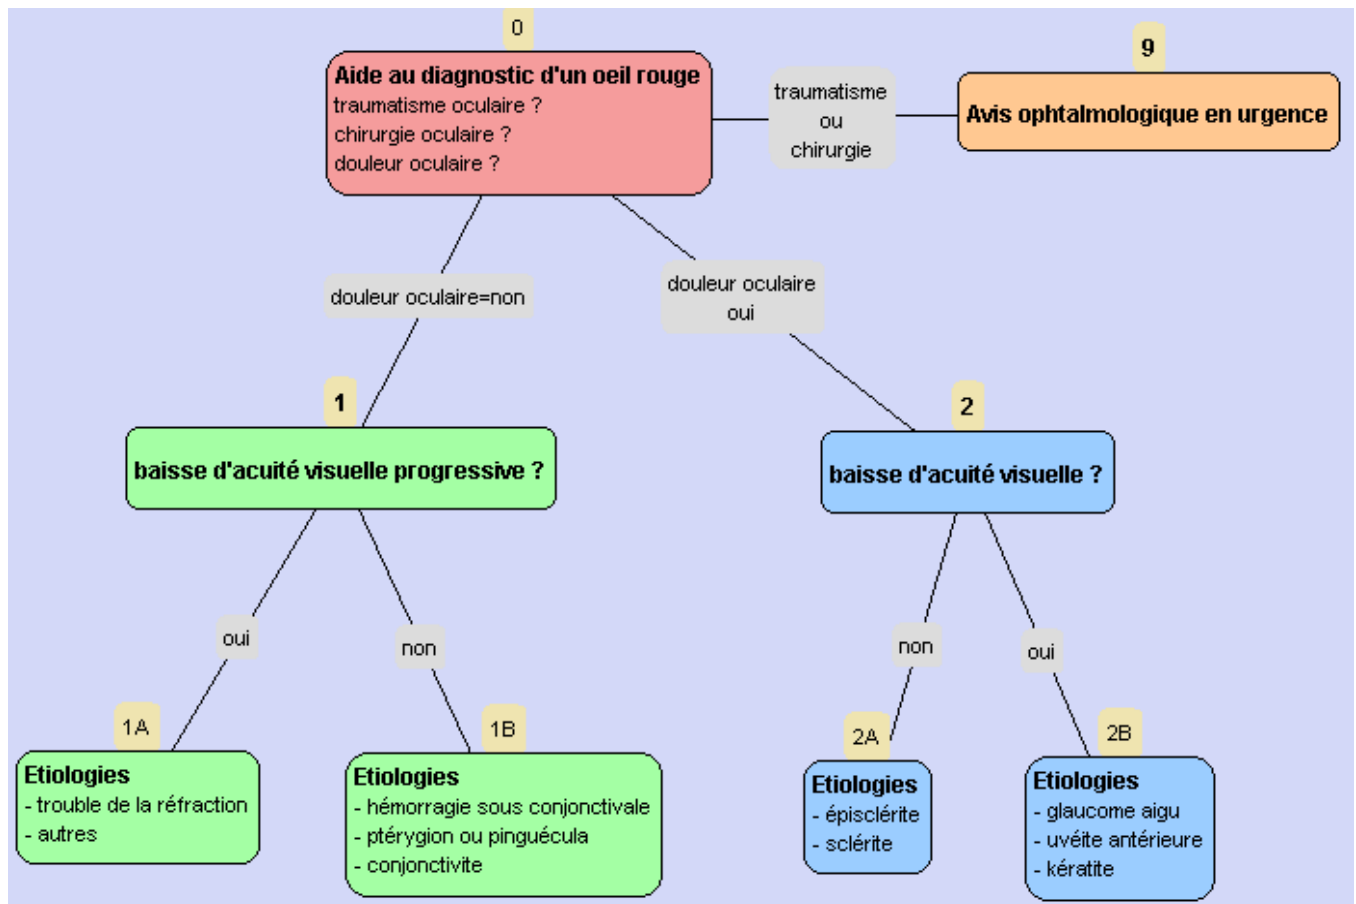 0
Aide au diagnostic d'un oeil rouge
traumatisme oculaire ?
chirurgie oculaire ?
douleur oculaire ?
traumatisme
ou
chirurgie
9
Avis ophtalmologique en urgence
douleur oculaire=non
douleur oculaire
oui
1
baisse d'acuité visuelle progressive ?
2
baisse d'acuité visuelle ?
oui
non
non
oui
1A
Etiologies
- trouble de la réfraction
- autres
1B
Etiologies
- hémorragie sous conjonctivale
- ptérygion ou pinguécula
- conjonctivite
2A
Etiologies
- épisclérite
- sclérite
2B
Etiologies
- glaucome aigu
- uvéite antérieure
- kératite